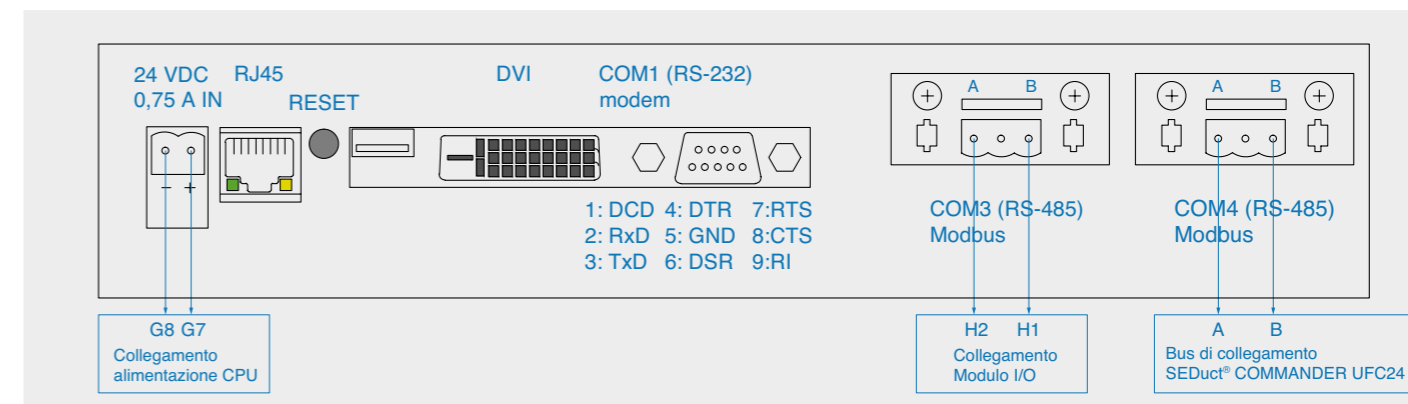 24 VDC
0,75 A IN
RJ45
RESET
DVI
COM1 (RS-232)
modem
A B
A B
- +
1: DCD 4: DTR 7:RTS
2: RxD 5: GND 8:CTS
3: TxD 6: DSR 9:RI
COM3 (RS-485)
Modbus
COM4 (RS-485)
Modbus
G8 G7
Collegamento
alimentazione CPU
H2 H1
Collegamento
Modulo I/O
A B
Bus di collegamento
SEDuct® COMMANDER UFC24